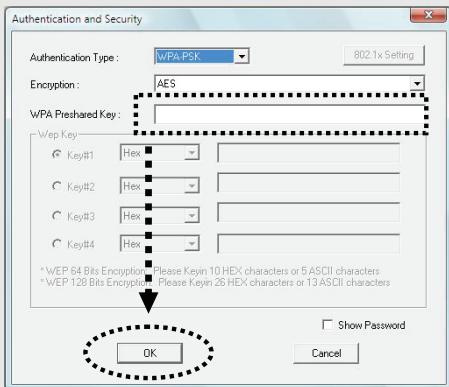 Authentication and Security
Authentication Type : WPA-PSK 802.1x Setting
Encryption : AES
WPA Preshared Key :
Wep Key
Key#1 Hex
Key#2 Hex
Key#3 Hex
Key#4 Hex
* WEP 64 Bits Encryption: Please Keyin 10 HEX characters or 5 ASCII characters
* WEP 128 Bits Encryption: Please Keyin 26 HEX characters or 13 ASCII characters
Show Password
OK Cancel